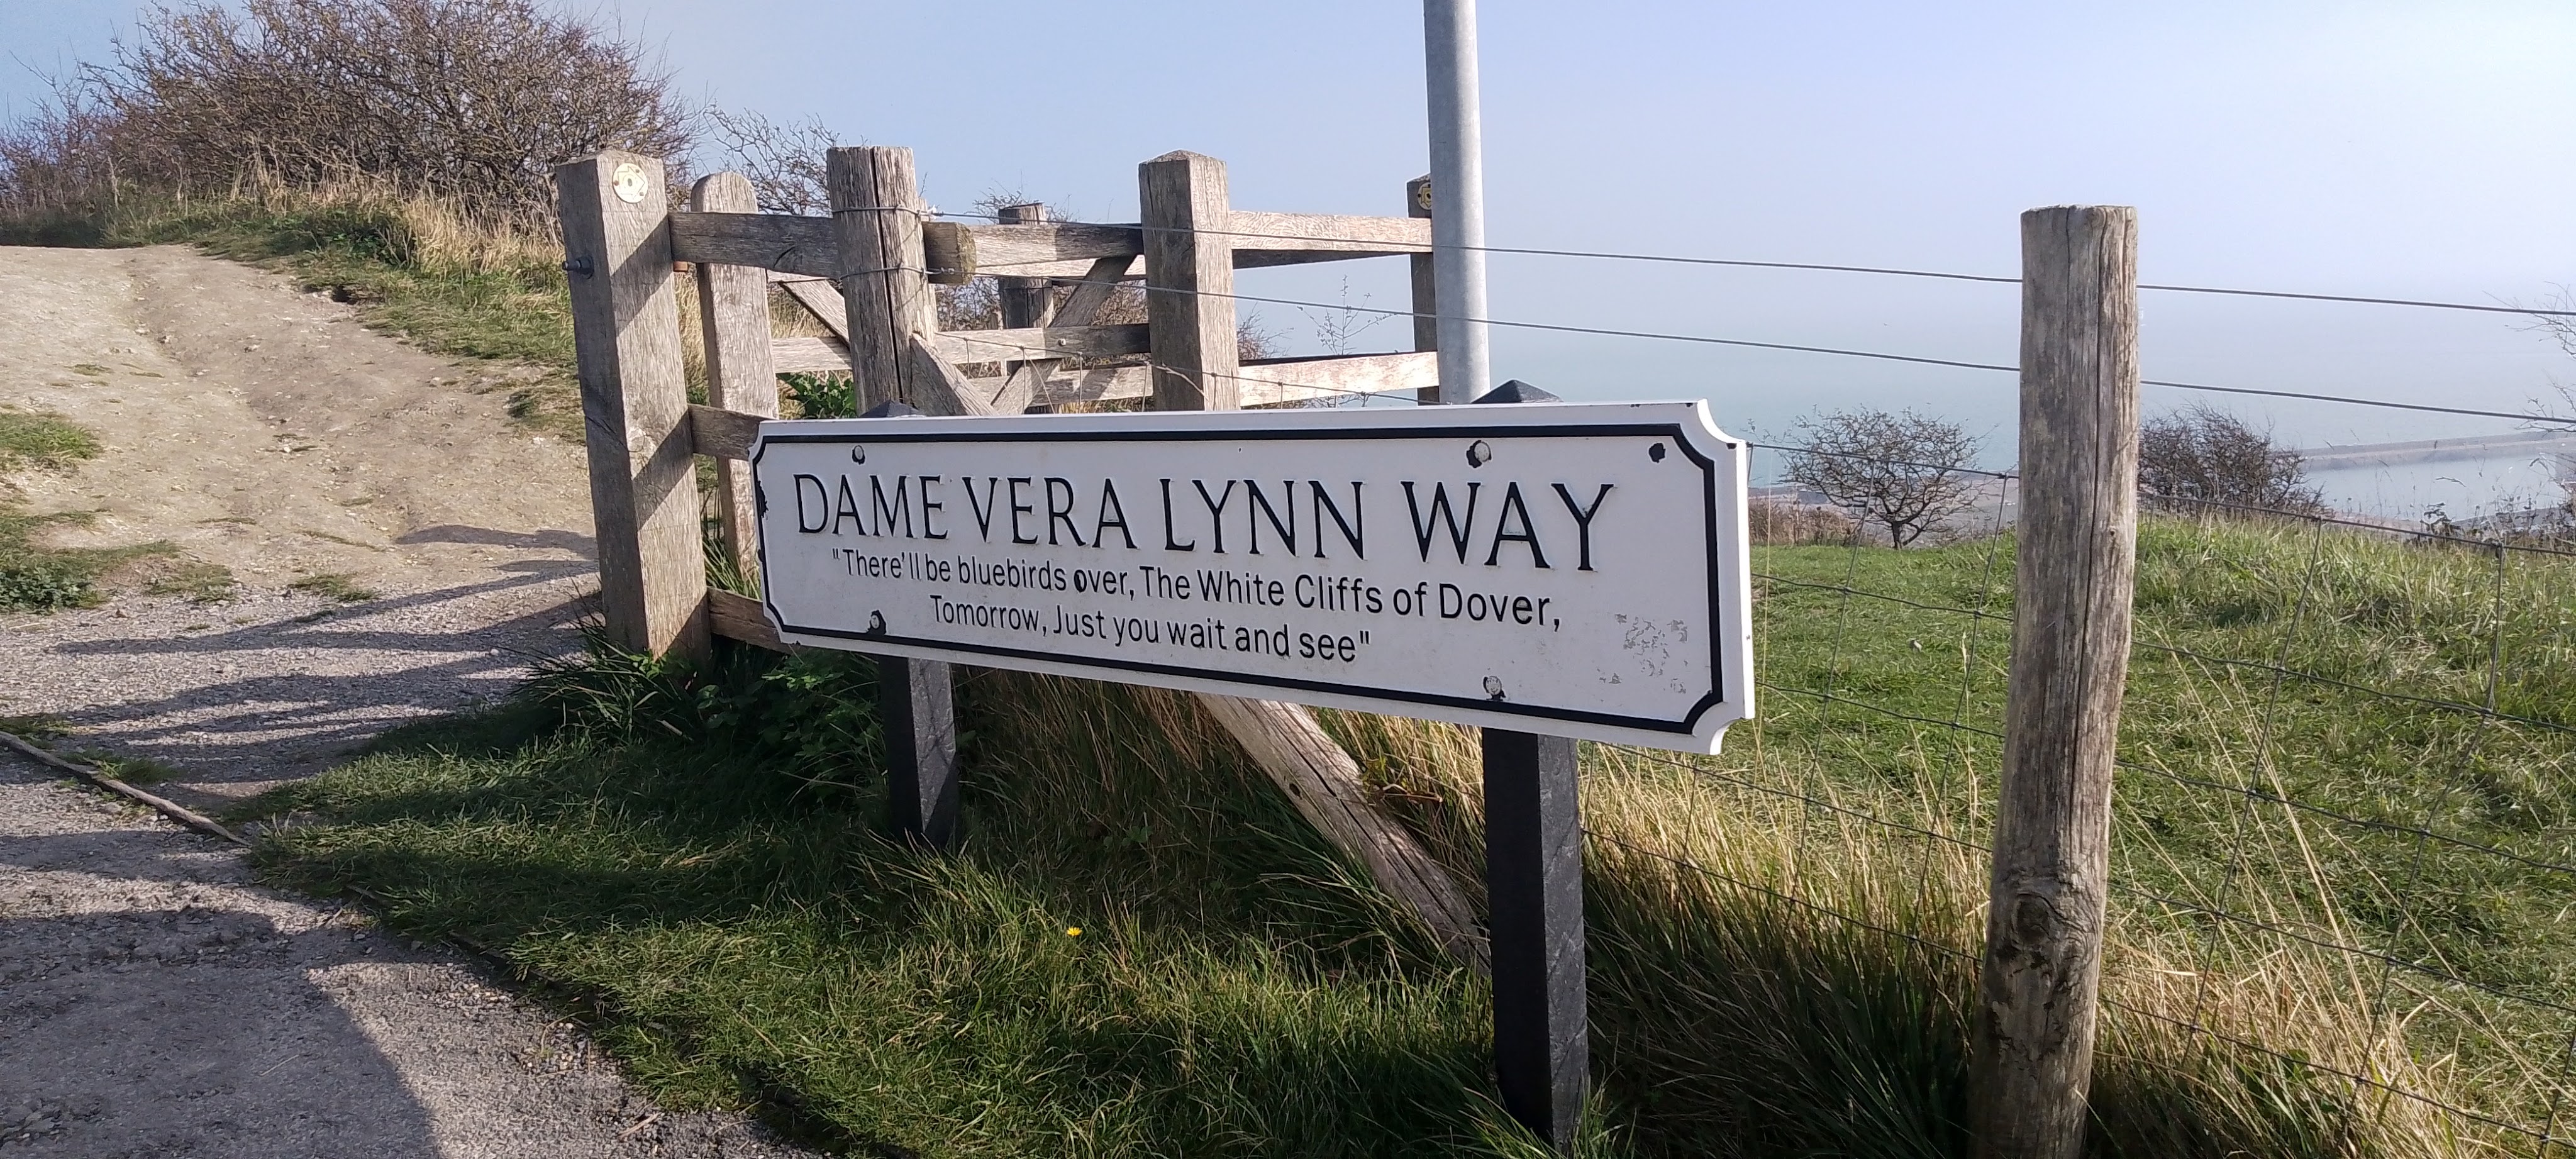 DAME VERA LYNN WAY
"There'll be bluebirds over, The White Cliffs of Dover,
Tomorrow, Just you wait and see"